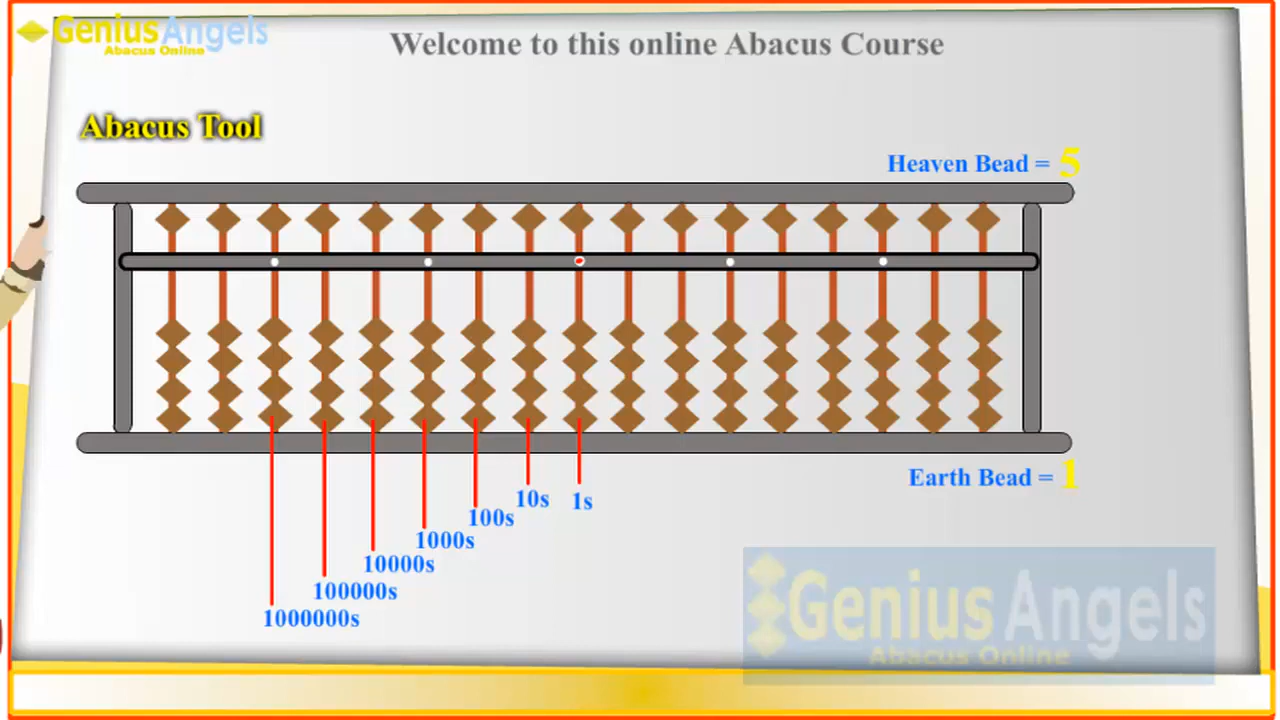 GeniusAngels
Abacus Online
Welcome to this online Abacus Course
Abacus Tool
Heaven Bead = 5
Earth Bead = 1
1s
10s
100s
1000s
10000s
100000s
1000000s
Genius Angels
Abacus Online